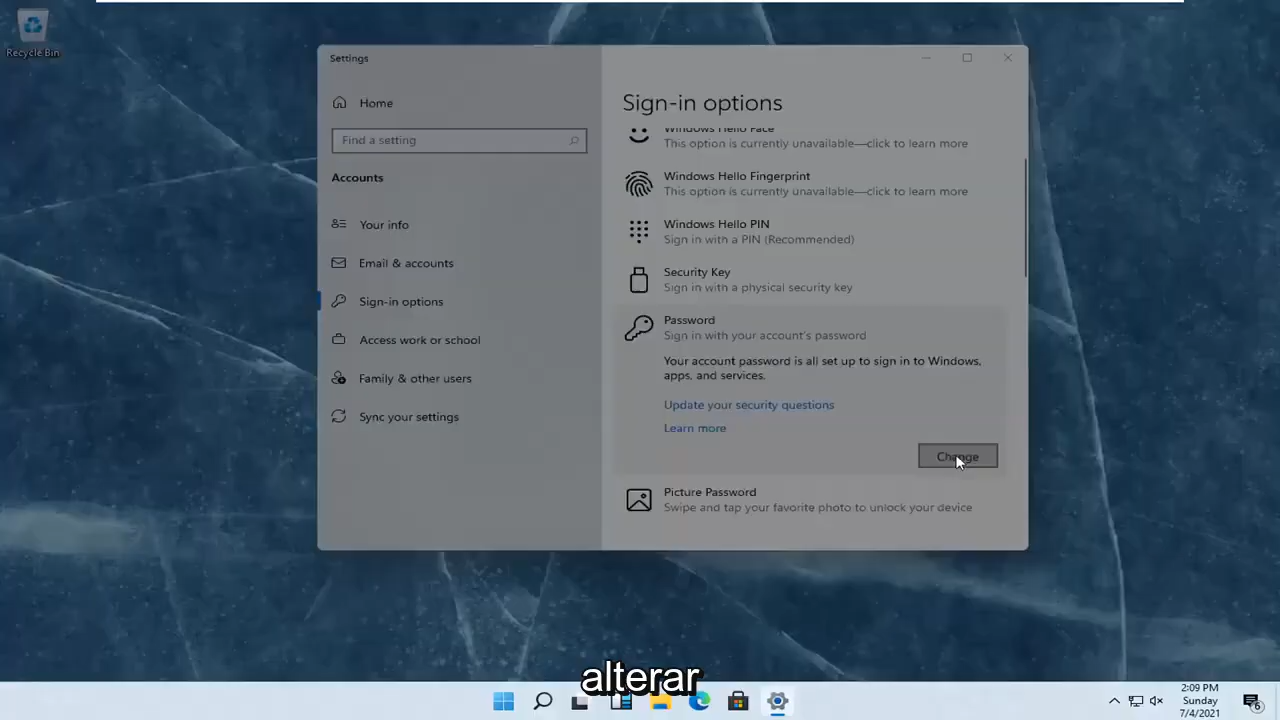 Recycle Bin
Settings
Home
Find a setting
Accounts
Your info
Email & accounts
Sign-in options
Access work or school
Family & other users
Sync your settings
Sign-in options
Windows Hello Face
This option is currently unavailable—click to learn more
Windows Hello Fingerprint
This option is currently unavailable—click to learn more
Windows Hello PIN
Sign in with a PIN (Recommended)
Security Key
Sign in with a physical security key
Password
Sign in with your account's password
Your account password is all set up to sign in to Windows,
apps, and services.
Update your security questions
Learn more
Change
Picture Password
Swipe and tap your favorite photo to unlock your device
alterar
2:09 PM
Sunday
7/4/2021
6